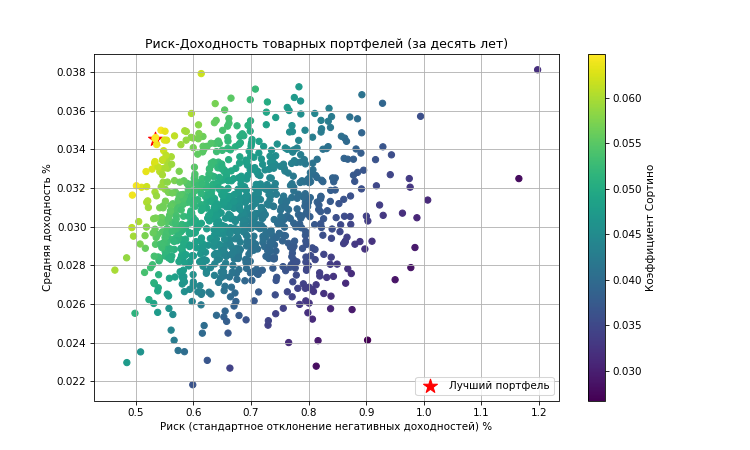 Риск-Доходность товарных портфелей (за десять лет)
Средняя доходность %
0.038
0.036
0.034
0.032
0.030
0.028
0.026
0.024
0.022
0.5 0.6 0.7 0.8 0.9 1.0 1.1 1.2
Риск (стандартное отклонение негативных доходностей) %
Лучший портфель
0.060
0.055
0.050
0.045
0.040
0.035
0.030
Коэффициент Сортино